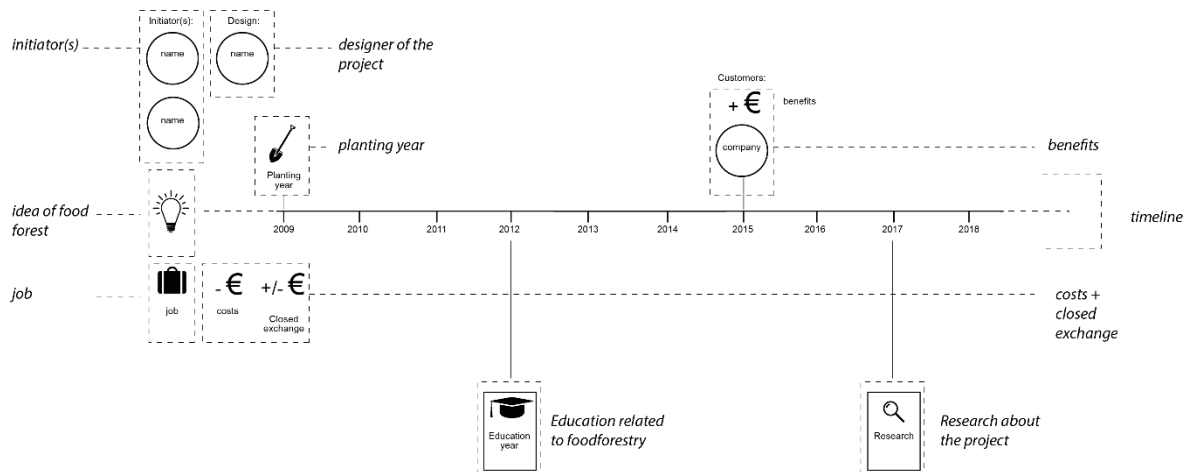 Initiator(s):
Design:
initiator(s)
name
name
designer of the
project
name
Customers:
+ €
benefits
company
benefits
planting year
Planting
year
idea of food
forest
timeline
2009
2010
2011
2012
2013
2014
2015
2016
2017
2018
job
job
- €
costs
+/- €
Closed
exchange
costs +
closed
exchange
Education
year
Education related
to foodforestry
Research
Research about
the project